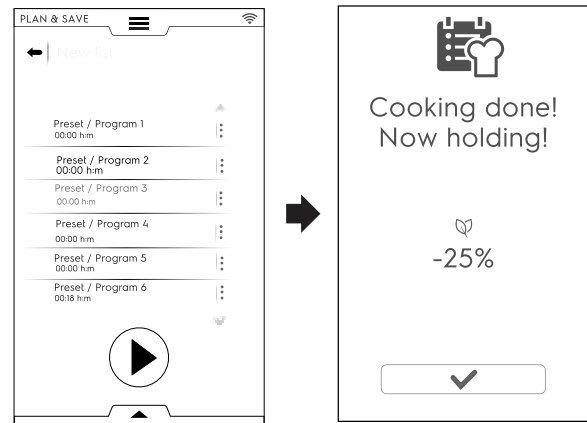 PLAN & SAVE
New list
Preset / Program 1
00:00 h:m
Preset / Program 2
00:00 h:m
Preset / Program 3
00:00 h:m
Preset / Program 4
00:00 h:m
Preset / Program 5
00:00 h:m
Preset / Program 6
00:18 h:m
Cooking done!
Now holding!
-25%